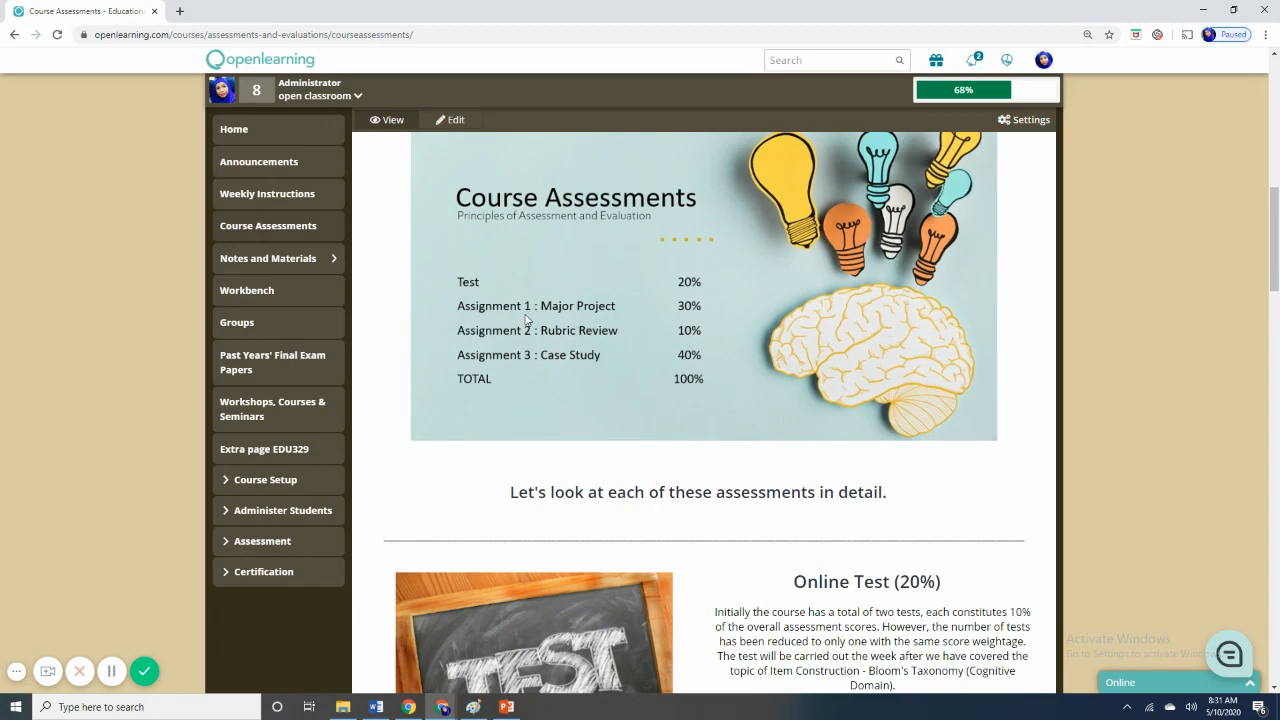 Course Assessments - Education
openlearning.com/courses/assessments-and-evaluation/courseassessments/
Paused
openlearning
Search
2
8
Administrator
open classroom
68%
View
Edit
Settings
Home
Announcements
Weekly Instructions
Course Assessments
Notes and Materials
Workbench
Groups
Past Years' Final Exam
Papers
Workshops, Courses &
Seminars
Extra page EDU329
Course Setup
Administer Students
Assessment
Certification
Course Assessments
Principles of Assessment and Evaluation
Test 20%
Assignment 1 : Major Project 30%
Assignment 2 : Rubric Review 10%
Assignment 3 : Case Study 40%
TOTAL 100%
Let's look at each of these assessments in detail.
TEST
Online Test (20%)
Initially the course has a total of two tests, each constitutes 10%
of the overall assessment scores. However, the number of tests
has been reduced to only one with the same score weightage.
The test will be carried out the week after we have covered the
topic of Item Construction - Bloom's Taxonomy (Cognitive
Domain).
Activate Windows
Go to Settings to activate
Online
Type here to search
8:31 AM
5/10/2020
6